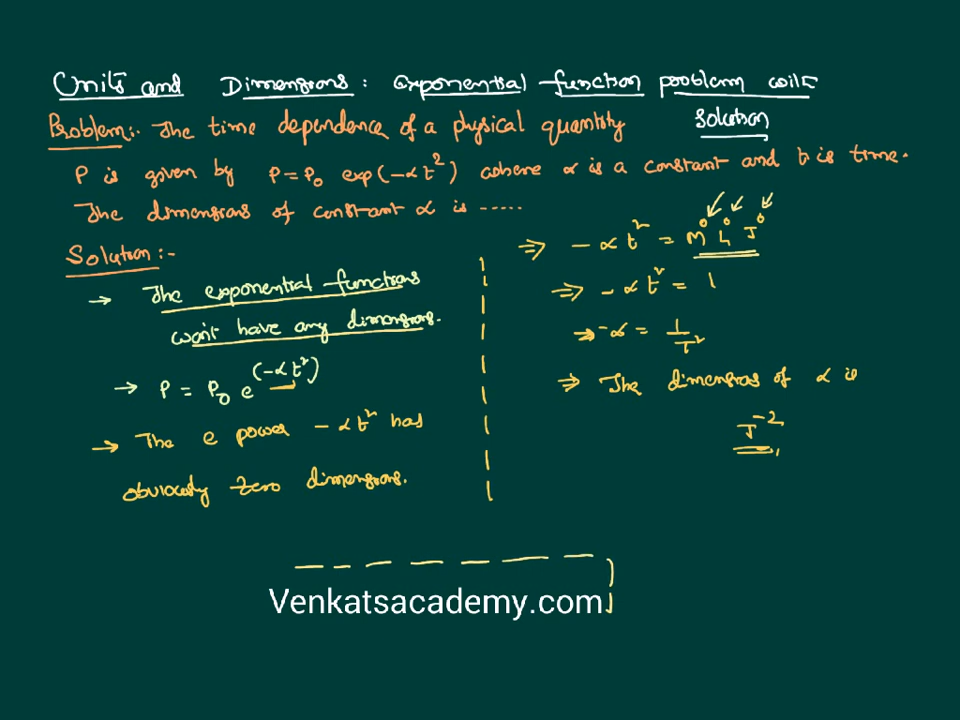 Units and Dimensions: exponential function problem with
solution
Problem:. The time dependence of a physical quantity
P is given by P = P₀ exp(-αt²) where α is a constant and t is time.
The dimensions of constant α is .....
Solution:-
→ The exponential functions
won't have any dimensions.
→ P = P₀ e^(-αt²)
→ The e power -αt² has
obviously zero dimensions.
⇒ -αt² = M⁰ L⁰ T⁰
⇒ -αt² = 1
→ -α = 1/T²
⇒ The dimensions of α is
T⁻²
Venkatsacademy.com